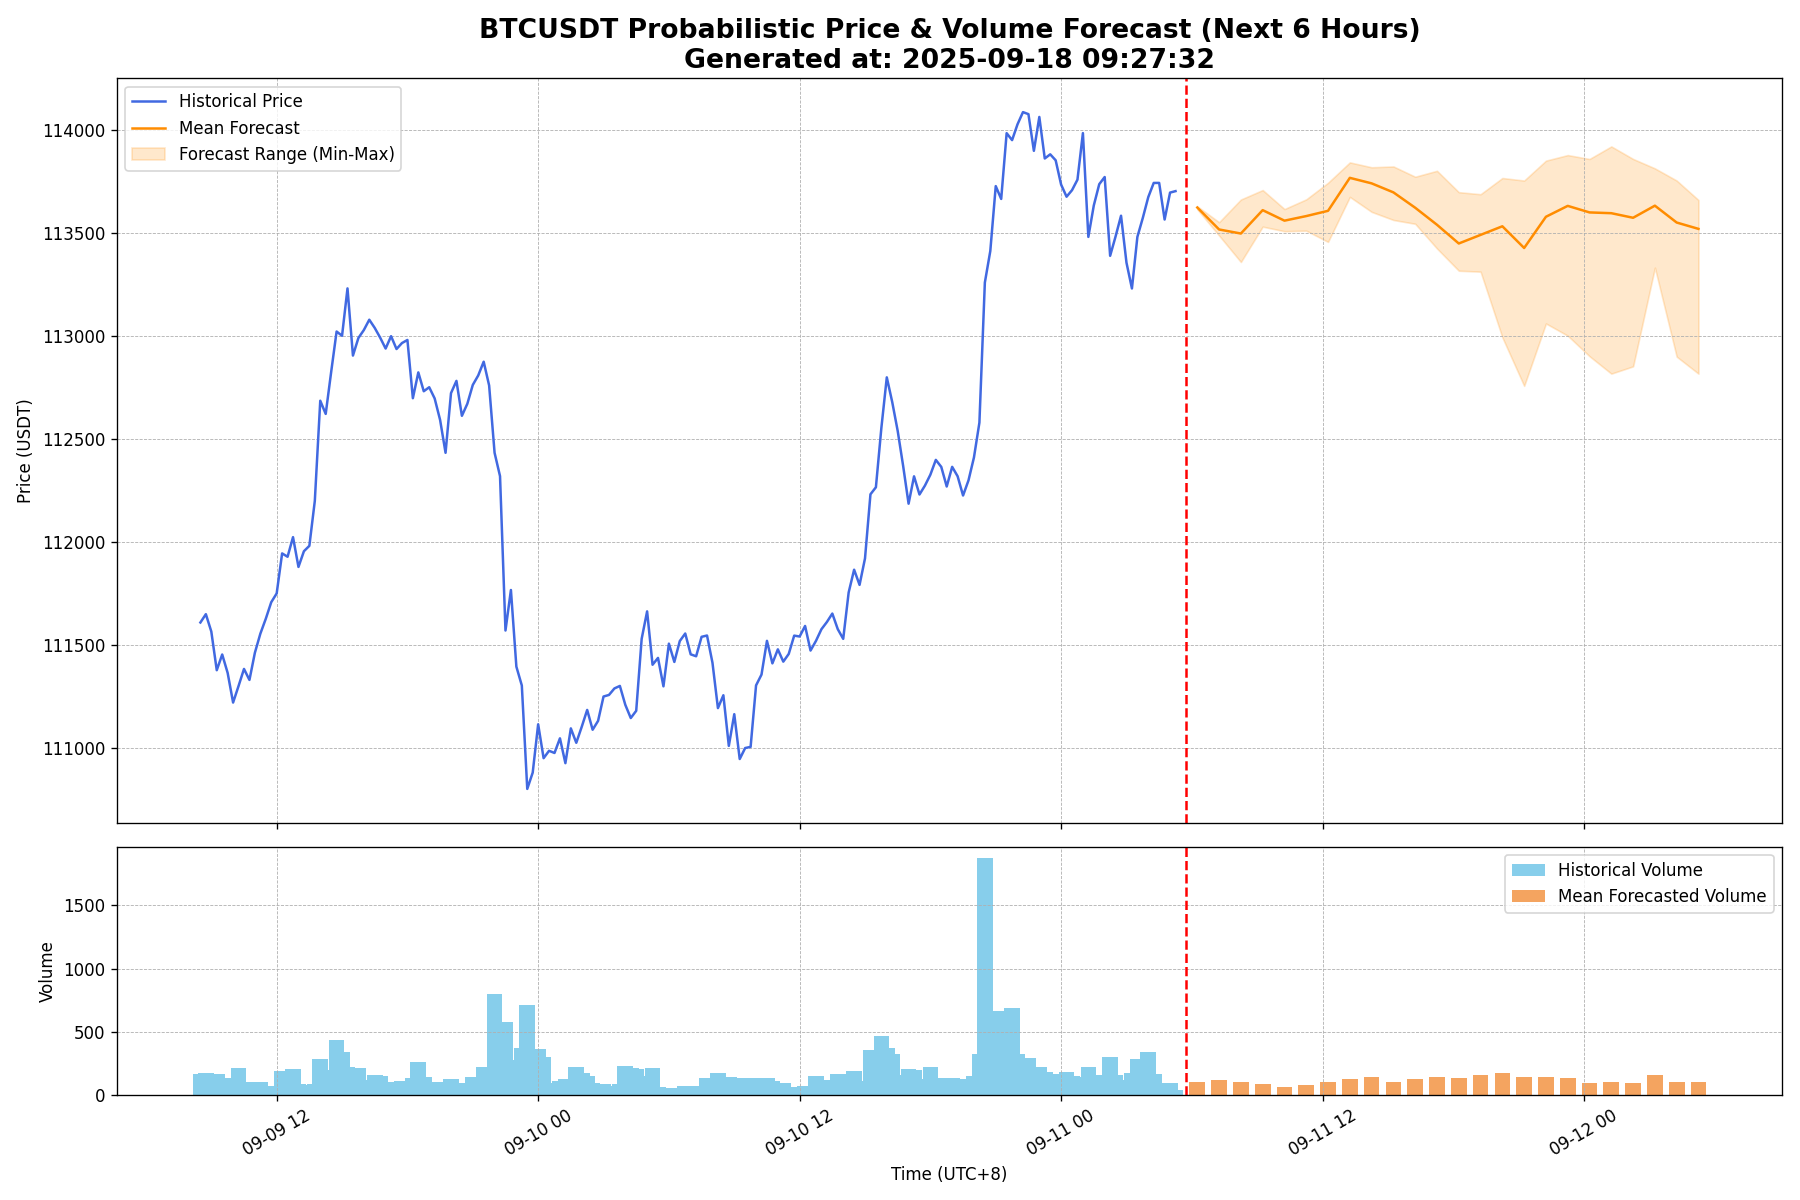 BTCUSDT Probabilistic Price & Volume Forecast (Next 6 Hours)
Generated at: 2025-09-18 09:27:32
Historical Price
Mean Forecast
Forecast Range (Min-Max)
114000
113500
113000
112500
112000
111500
111000
Price (USDT)
Historical Volume
Mean Forecasted Volume
1500
1000
500
0
Volume
09-09 12
09-10 00
09-10 12
09-11 00
09-11 12
09-12 00
Time (UTC+8)